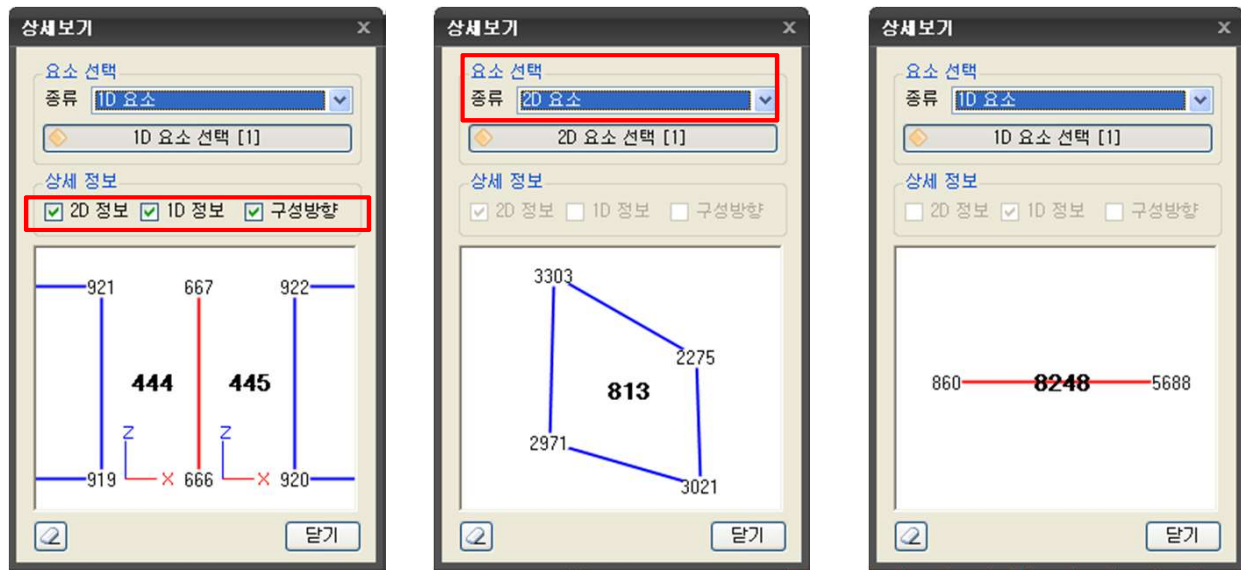 상세보기 x
요소 선택
종류 1D 요소
1D 요소 선택 [1]
상세 정보
2D 정보 1D 정보 구성방향
921 667 922
444 445
Z Z
919 X 666 X 920
닫기
상세보기 x
요소 선택
종류 2D 요소
2D 요소 선택 [1]
상세 정보
2D 정보 1D 정보 구성방향
3303
2275
813
2971
3021
닫기
상세보기 x
요소 선택
종류 1D 요소
1D 요소 선택 [1]
상세 정보
2D 정보 1D 정보 구성방향
860 8248 5688
닫기